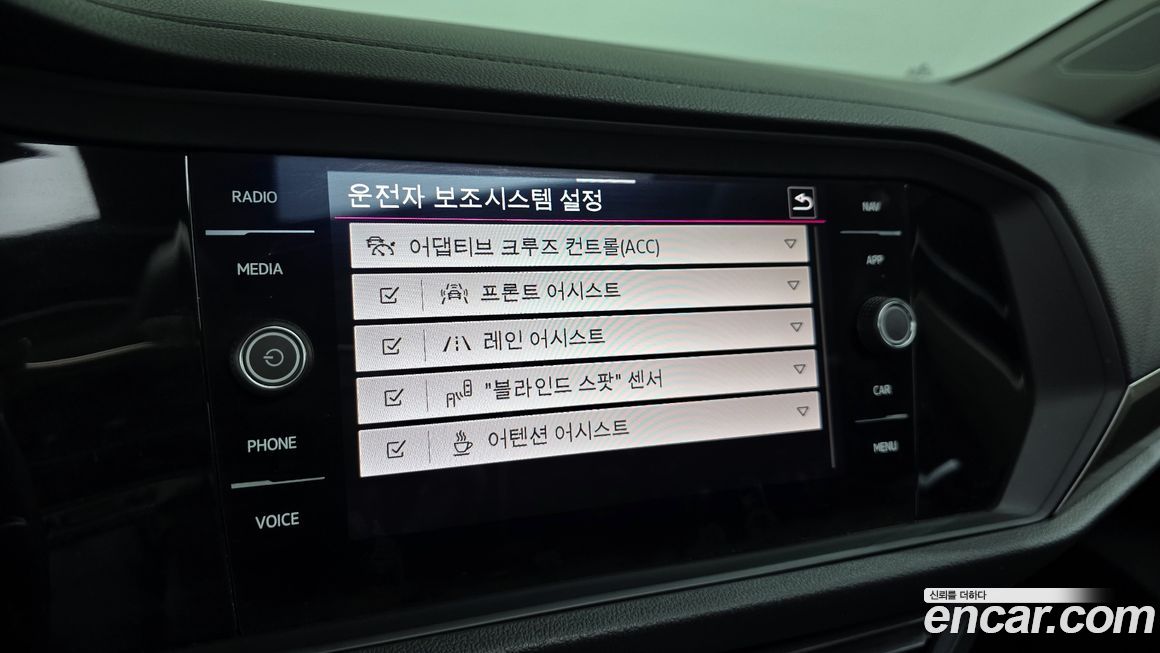 RADIO
MEDIA
PHONE
VOICE
운전자 보조시스템 설정
어댑티브 크루즈 컨트롤(ACC)
프론트 어시스트
레인 어시스트
"블라인드 스팟" 센서
어텐션 어시스트
NAV
APP
CAR
MENU
신뢰를 더하다
encar.com